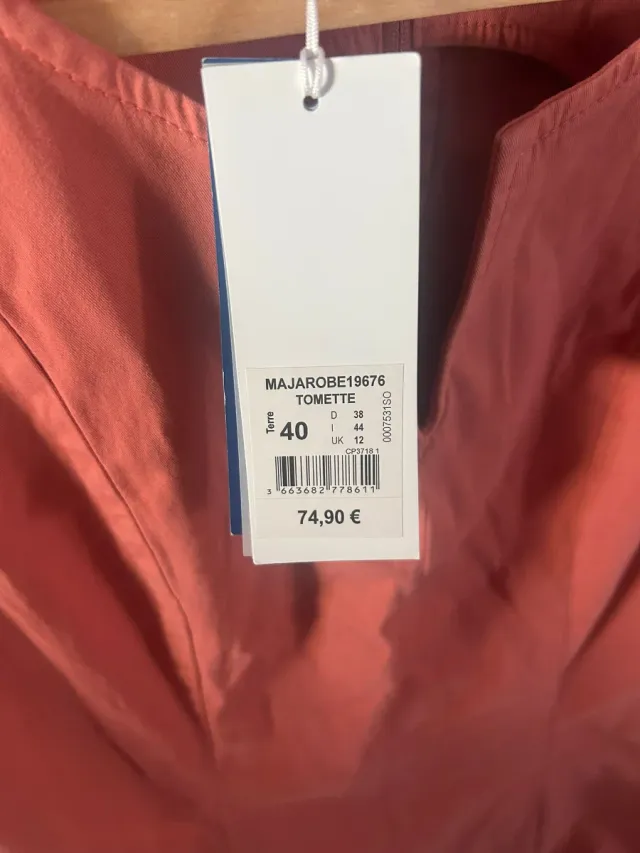 MAJAROBE19676
TOMETTE
Terre
40
D 38
I 44
UK 12
0007531SO
CP3718 1
3 663682 778611
74,90 €